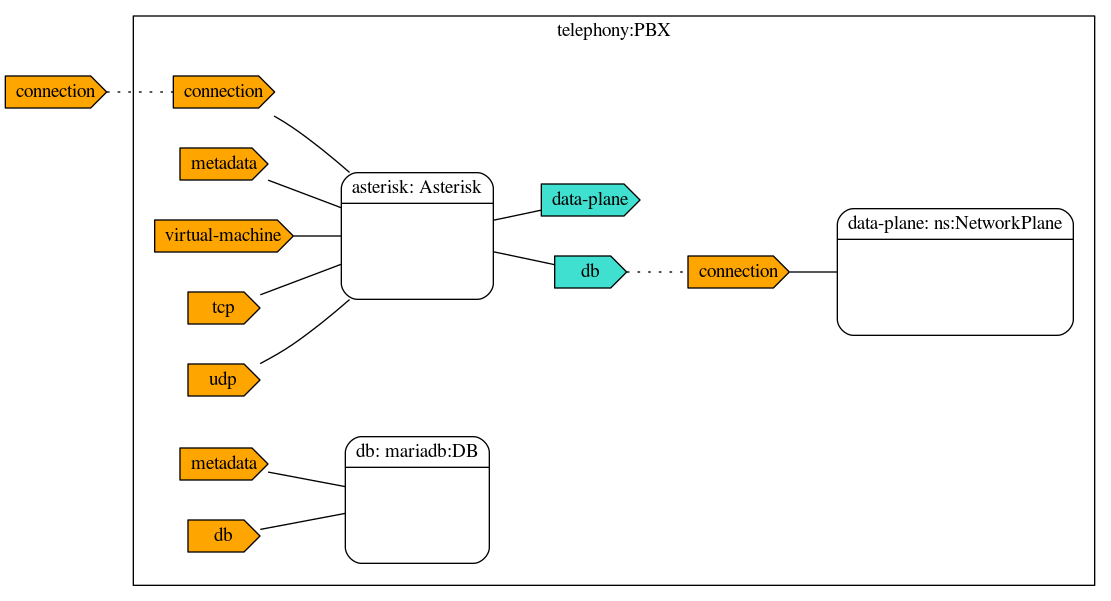 telephony:PBX
connection
connection
metadata
asterisk: Asterisk
data-plane
virtual-machine
data-plane: ns:NetworkPlane
db
connection
tcp
udp
metadata
db: mariadb:DB
db